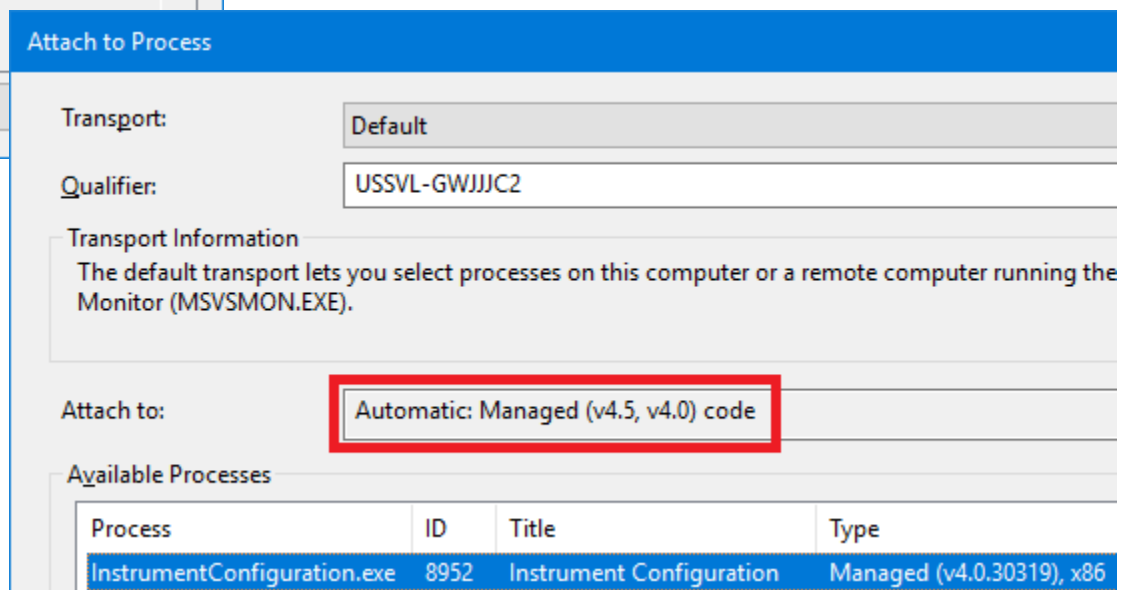 Attach to Process
Transport: Default
Qualifier: USSVL-GWJJJC2
Transport Information
The default transport lets you select processes on this computer or a remote computer running the
Monitor (MSVSMON.EXE).
Attach to: Automatic: Managed (v4.5, v4.0) code
Available Processes
Process ID Title Type
InstrumentConfiguration.exe 8952 Instrument Configuration Managed (v4.0.30319), x86